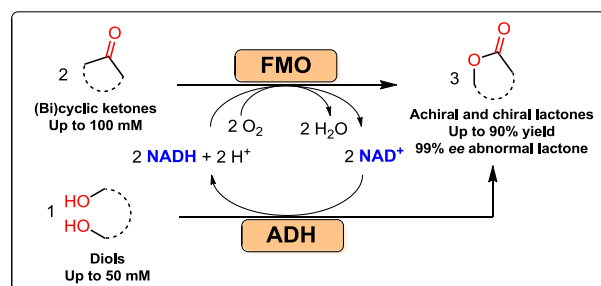 O
2
FMO
O
O
3
(Bi)cyclic ketones
Up to 100 mM
2 O₂
2 H₂O
Achiral and chiral lactones
Up to 90% yield
99% ee abnormal lactone
2 NADH + 2 H⁺
2 NAD⁺
HO
1
HO
ADH
Diols
Up to 50 mM